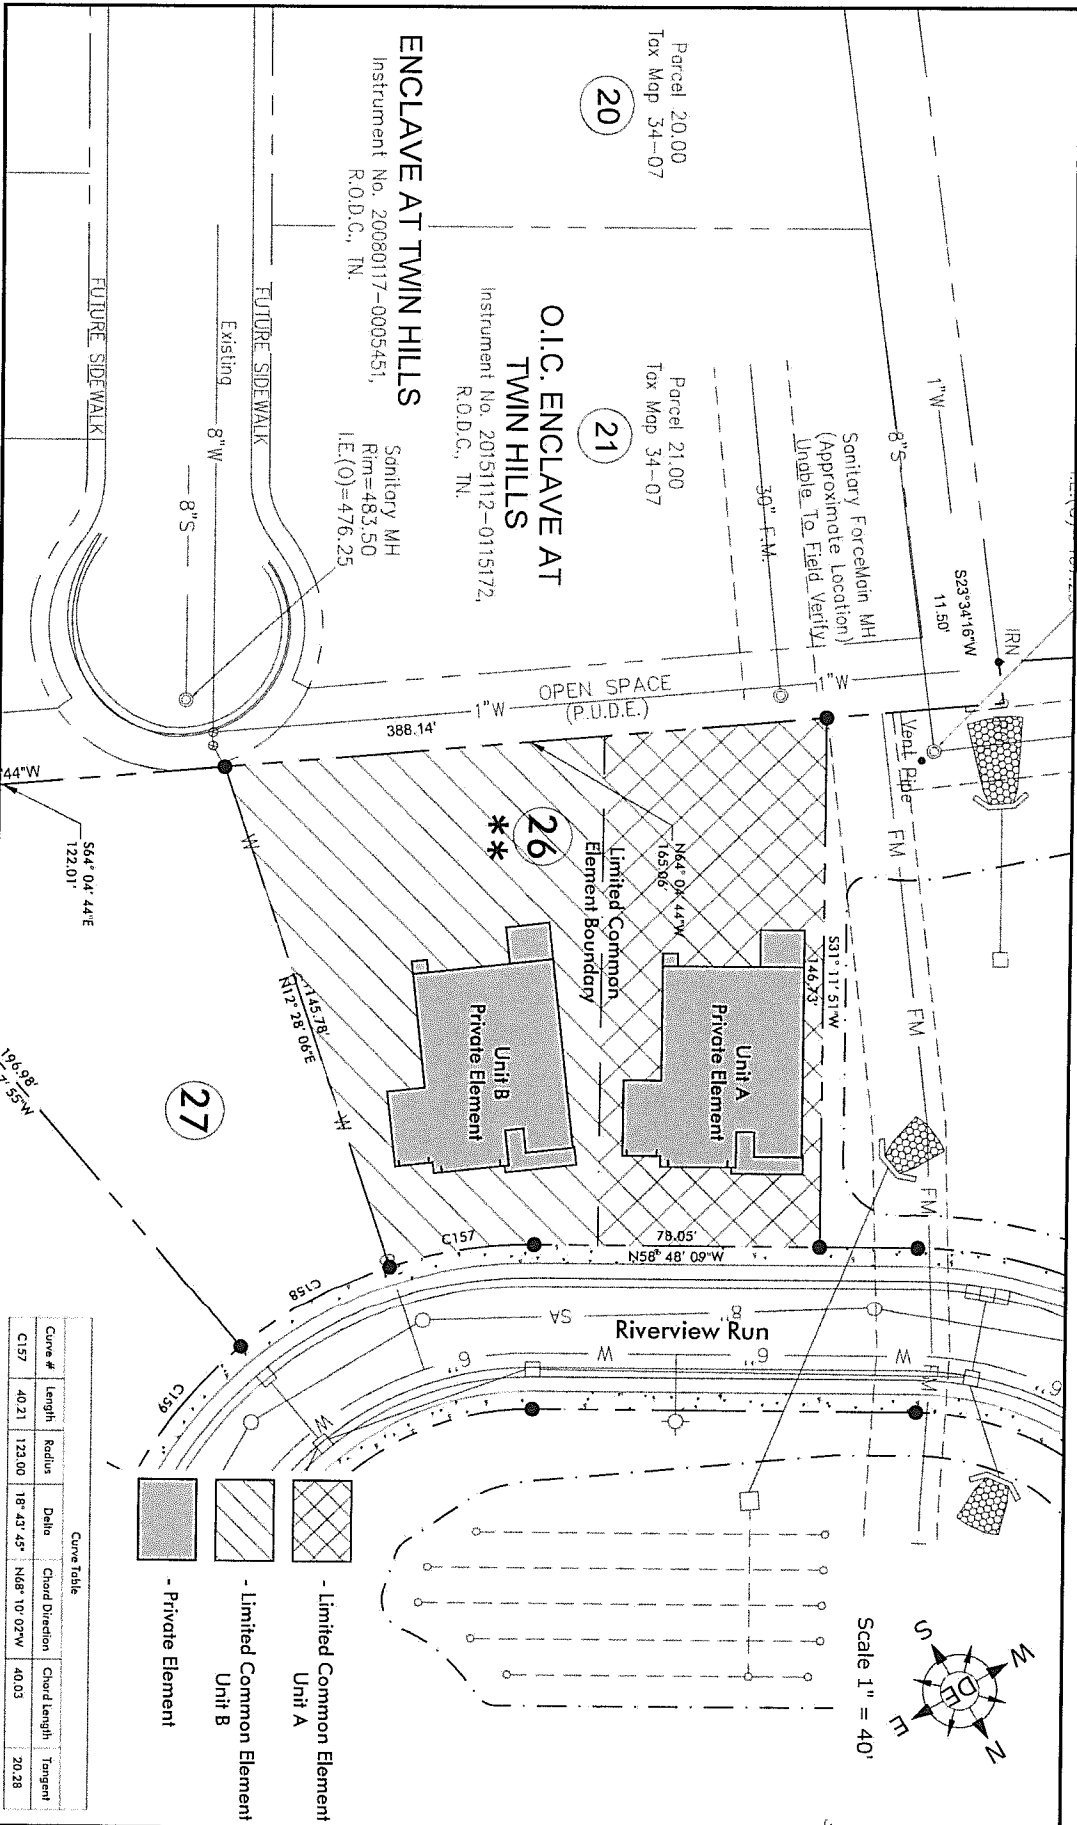 Parcel 20.00
Tax Map 34-07
20
ENCLAVE AT TWIN HILLS
Instrument No. 20080117-0005451,
R.O.D.C., TN.
Parcel 21.00
Tax Map 34-07
21
O.I.C. ENCLAVE AT
TWIN HILLS
Instrument No. 20151112-0115172,
R.O.D.C., TN.
Sanitary MH
Rim=483.50
I.E.(O)=476.25
FUTURE SIDEWALK
FUTURE SIDEWALK
Existing
8"W
8"S
1"W
8"S
Sanitary ForceMain MH
(Approximate Location)
Unable To Field Verify
30" F.M.
S23°34'16"W
11.50'
IRN
OPEN SPACE
(P.U.D.E.)
1"W
1"W
388.14'
Vent Pipe
FM
FM
FM
FM
44"W
S64° 04' 44"E
122.01'
26
**
N64° 04' 44"W
165.06'
Limited Common
Element Boundary
S31° 11' 51"W
146.73'
Unit A
Private Element
Unit B
Private Element
W
W
145.78'
N12° 28' 06"E
27
196.98'
55"W
C157
78.05'
N58° 48' 09"W
C158
C159
SA
8"
Riverview Run
6"
W
6"
W
6"
W
Scale 1" = 40'
S
W
E
N
DE
- Limited Common Element
Unit A
- Limited Common Element
Unit B
- Private Element
Curve Table
Curve # Length Radius Delta Chord Direction Chord Length Tangent
C157 40.21 123.00 18° 43' 45" N68° 10' 02"W 40.03 20.28